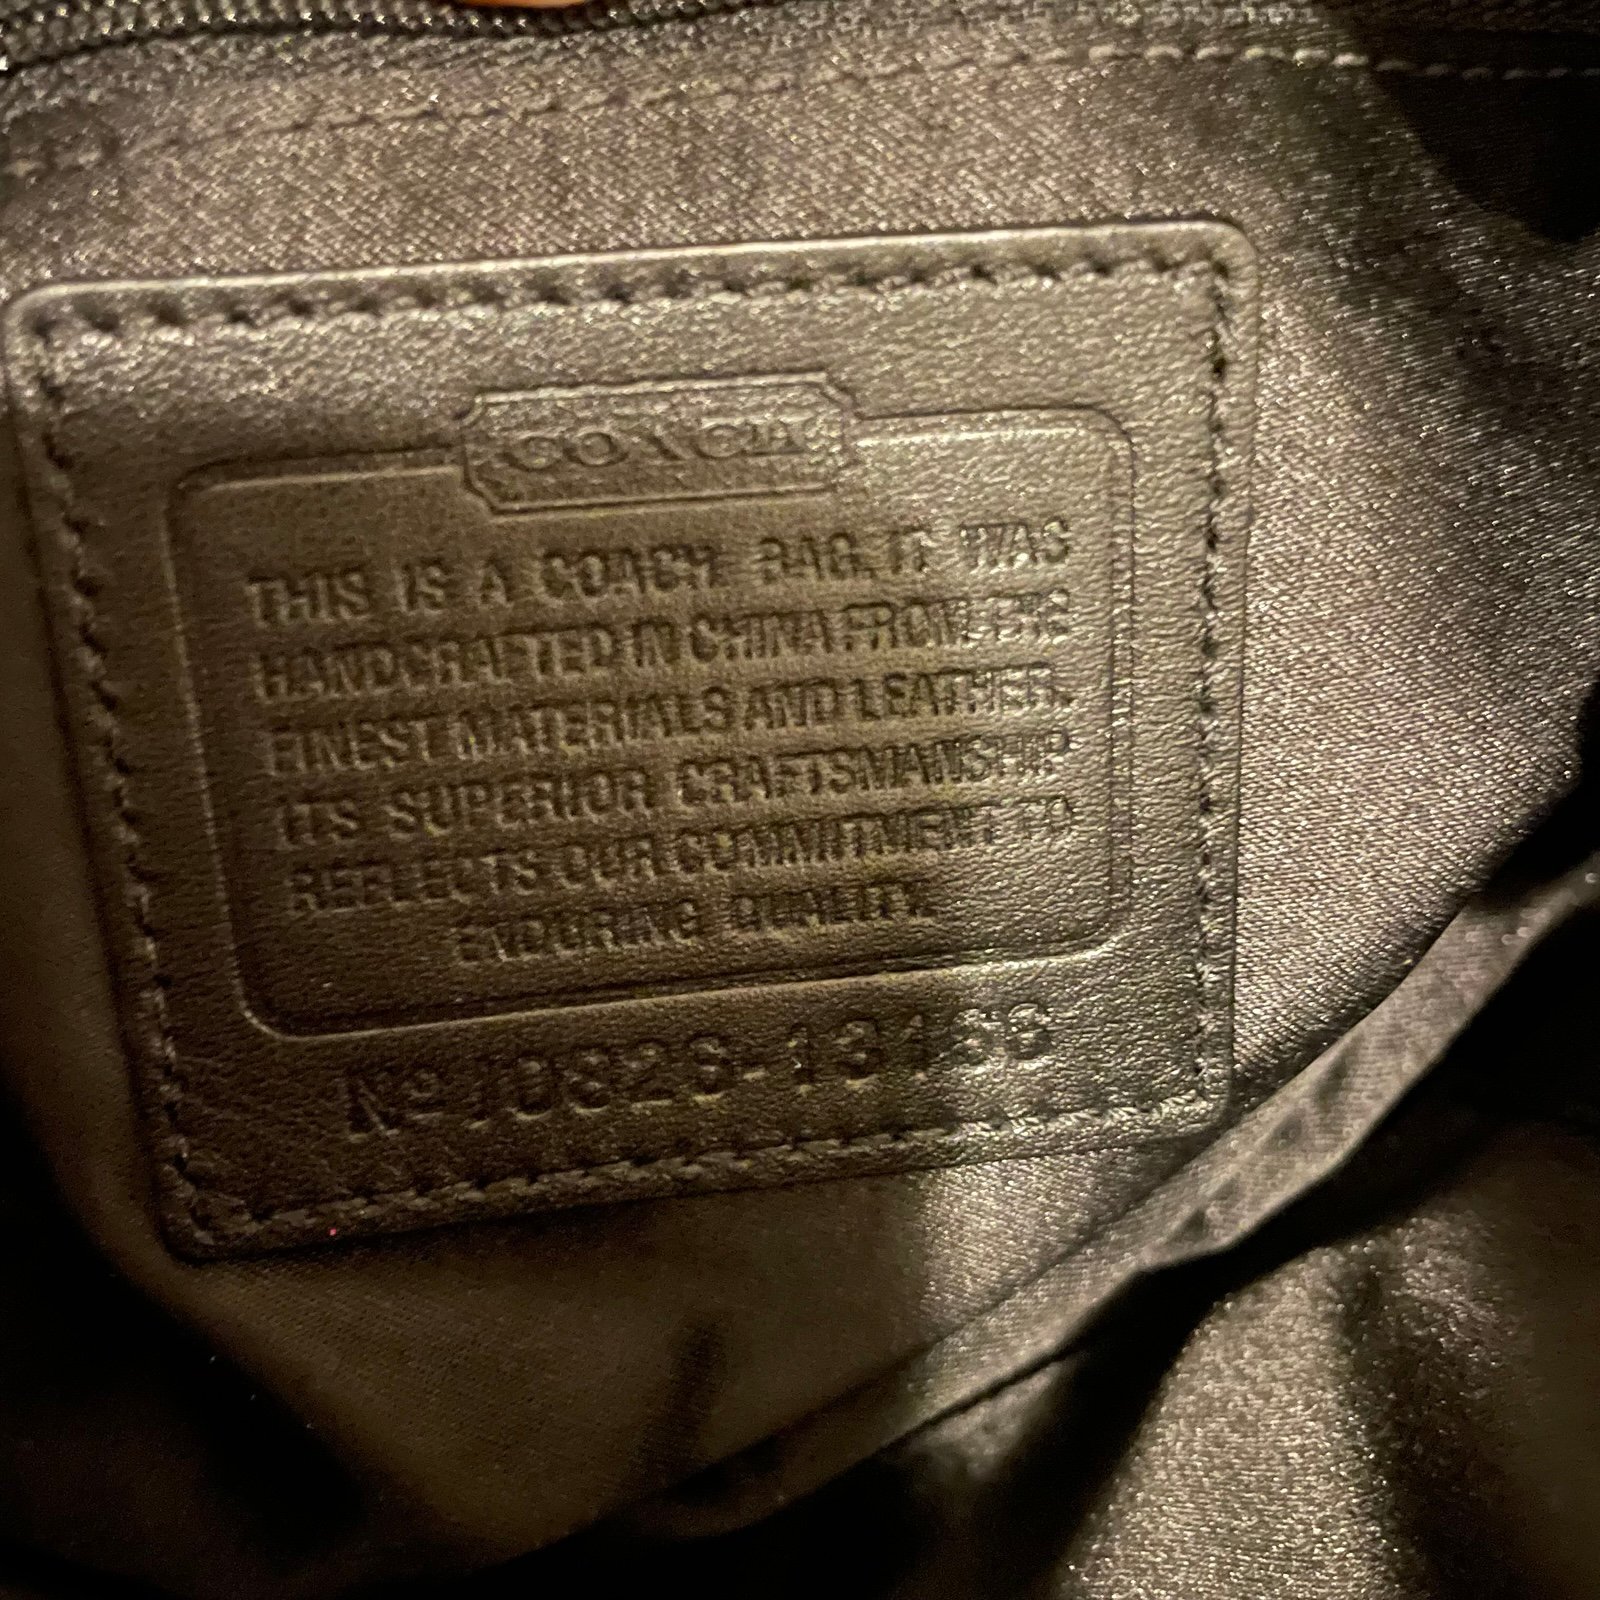 COACH
THIS IS A COACH BAG. IT WAS
HANDCRAFTED IN CHINA FROM THE
FINEST MATERIALS AND LEATHER.
ITS SUPERIOR CRAFTSMANSHIP
REFLECTS OUR COMMITMENT TO
ENDURING QUALITY.
Nº